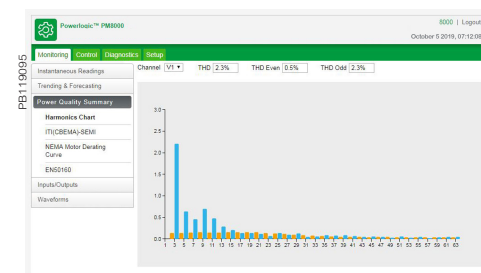 Powerlogic™ PM8000
8000 | Logout
October 5 2019, 07:12:08
Monitoring Control Diagnostics Setup
Instantaneous Readings
Trending & Forecasting
Power Quality Summary
Harmonics Chart
ITI(CBEMA)-SEMI
NEMA Motor Derating
Curve
EN50160
Inputs/Outputs
Waveforms
Channel V1 THD 2.3% THD Even 0.5% THD Odd 2.3%
3.0
2.5
2.0
1.5
1.0
0.5
0.0
1 3 5 7 9 11 13 15 17 19 21 23 25 27 29 31 33 35 37 39 41 43 45 47 49 51 53 55 57 59 61 63
PB119095